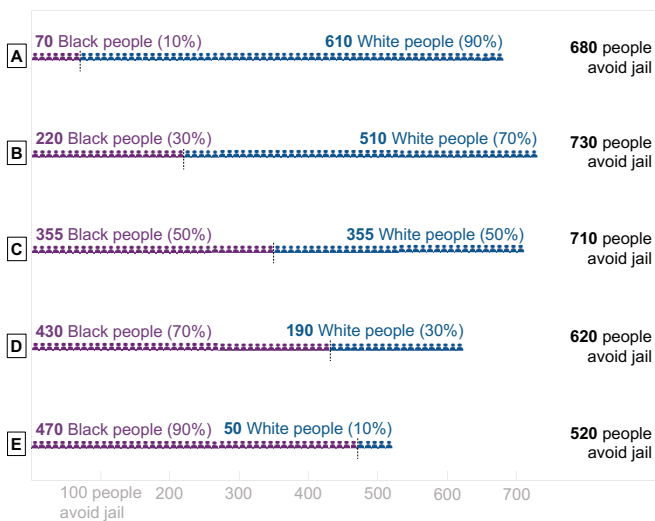 70 Black people (10%) 610 White people (90%)
A
680 people
avoid jail
220 Black people (30%) 510 White people (70%)
B
730 people
avoid jail
355 Black people (50%) 355 White people (50%)
C
710 people
avoid jail
430 Black people (70%) 190 White people (30%)
D
620 people
avoid jail
470 Black people (90%) 50 White people (10%)
E
520 people
avoid jail
100 people 200 300 400 500 600 700
avoid jail